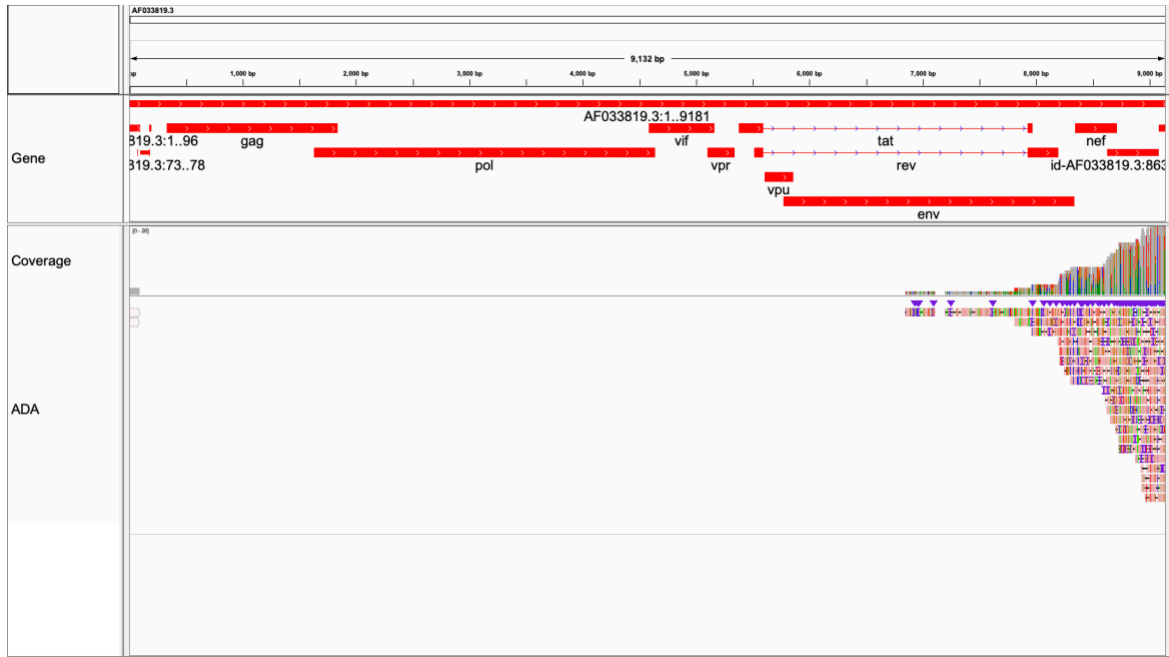 AF033819.3
9,132 bp
bp 1,000 bp 2,000 bp 3,000 bp 4,000 bp 5,000 bp 6,000 bp 7,000 bp 8,000 bp 9,000 bp
Gene
AF033819.3:1..9181
319.3:1..96 gag vif tat nef
319.3:73..78 pol vpr rev id-AF033819.3:863
vpu
env
Coverage
[0 - 20]
ADA